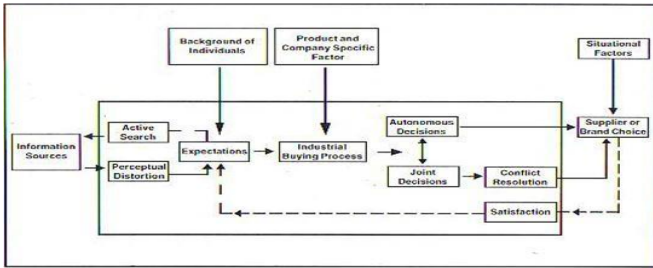 Background of
Individuals
Product and
Company Specific
Factor
Situational
Factors
Active
Search
Autonomous
Decisions
Supplier or
Brand Choice
Information
Sources
Expectations
Industrial
Buying Process
Perceptual
Distortion
Joint
Decisions
Conflict
Resolution
Satisfaction